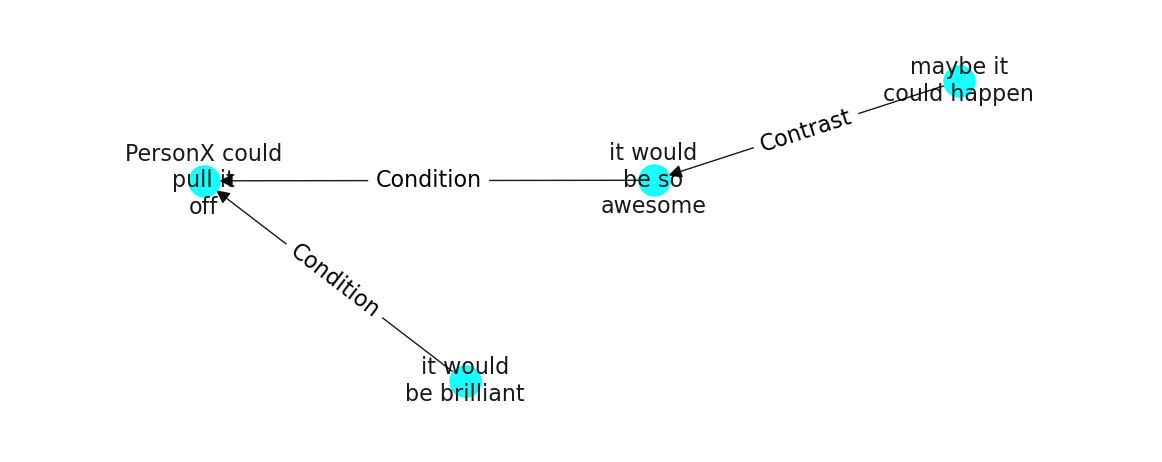 maybe it
could happen
Contrast
PersonX could
pull it
off
Condition
it would
be so
awesome
Condition
it would
be brilliant